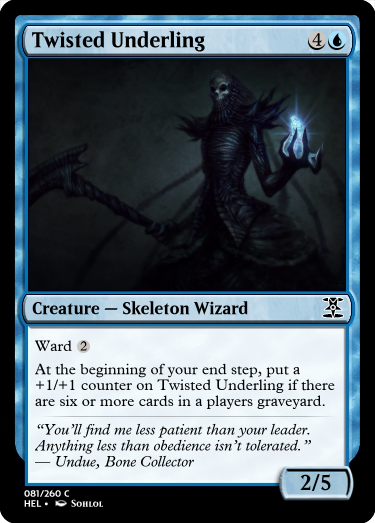 Twisted Underling 4
Creature — Skeleton Wizard
Ward 2
At the beginning of your end step, put a
+1/+1 counter on Twisted Underling if there
are six or more cards in a players graveyard.
“You’ll find me less patient than your leader.
Anything less than obedience isn’t tolerated.”
— Undue, Bone Collector
2/5
081/260 C
HEL • Sohlol